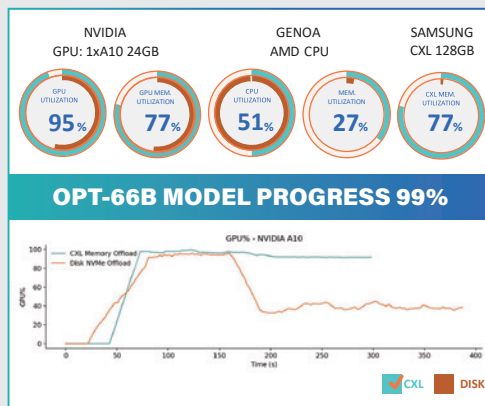 NVIDIA
GPU: 1xA10 24GB
GENOA
AMD CPU
SAMSUNG
CXL 128GB
GPU
UTILIZATION
95%
GPU MEM.
UTILIZATION
77%
CPU
UTILIZATION
51%
MEM.
UTILIZATION
27%
CXL MEM.
UTILIZATION
77%
OPT-66B MODEL PROGRESS 99%
GPU% - NVIDIA A10
CXL Memory Offload
Disk NVMe Offload
GPU%
100
80
60
40
20
0
0 50 100 150 200 250 300 350 400
Time (s)
CXL DISK